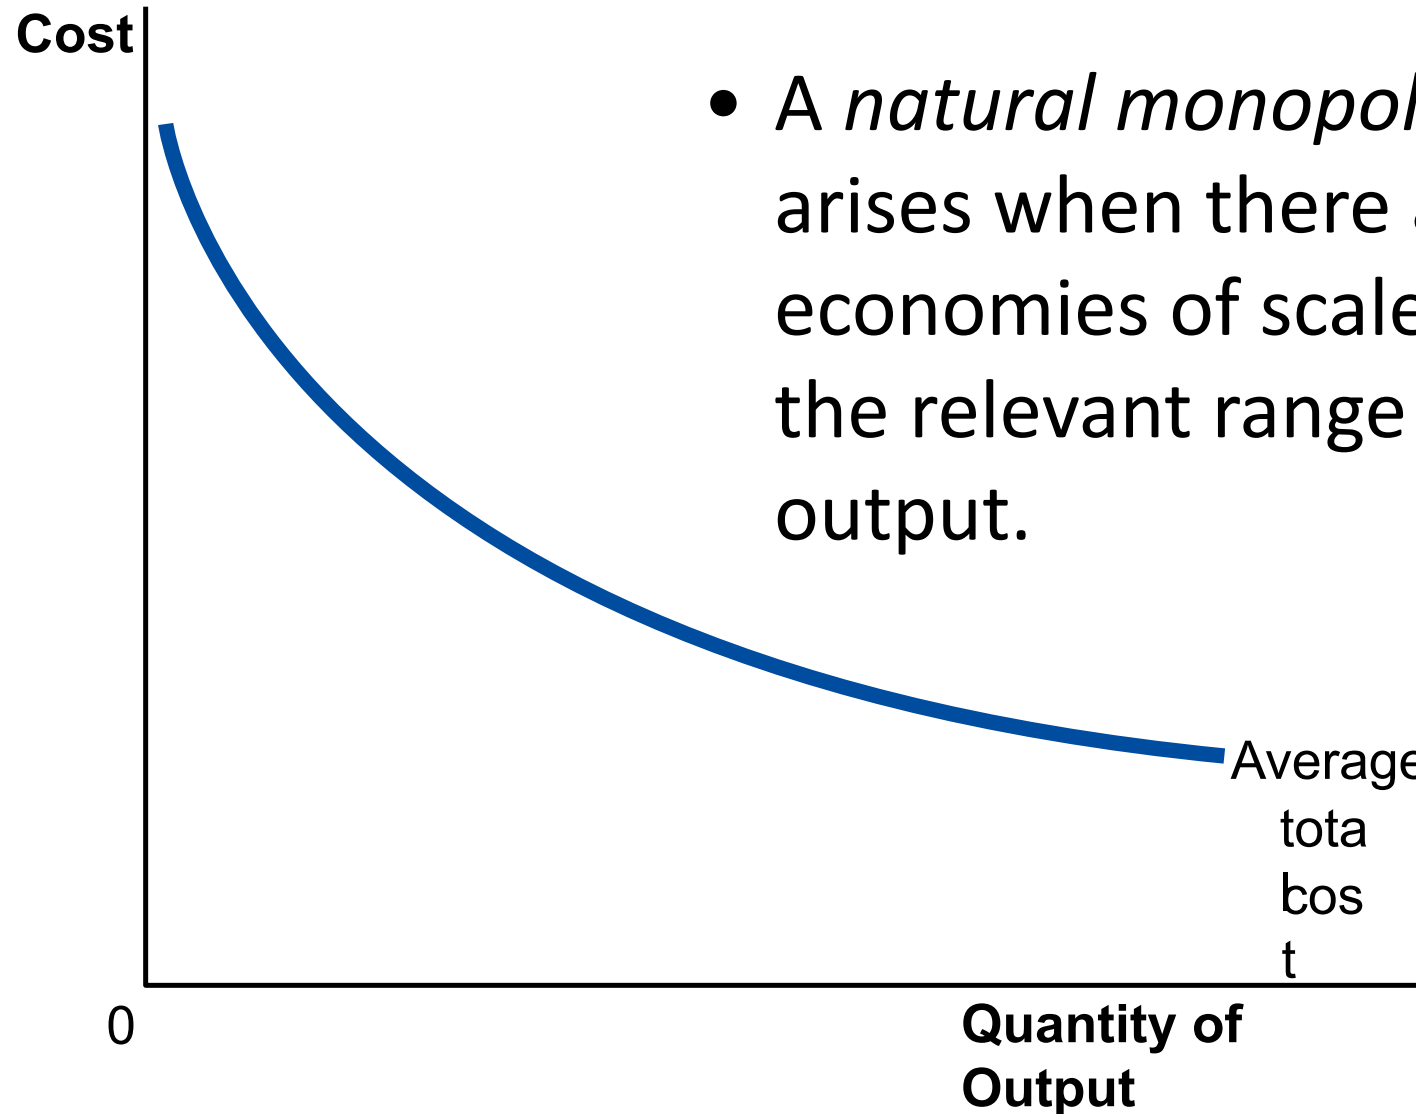 Cost
• A natural monopol
arises when there a
economies of scale
the relevant range
output.
Average
tota
l
cos
t
0
Quantity of
Output